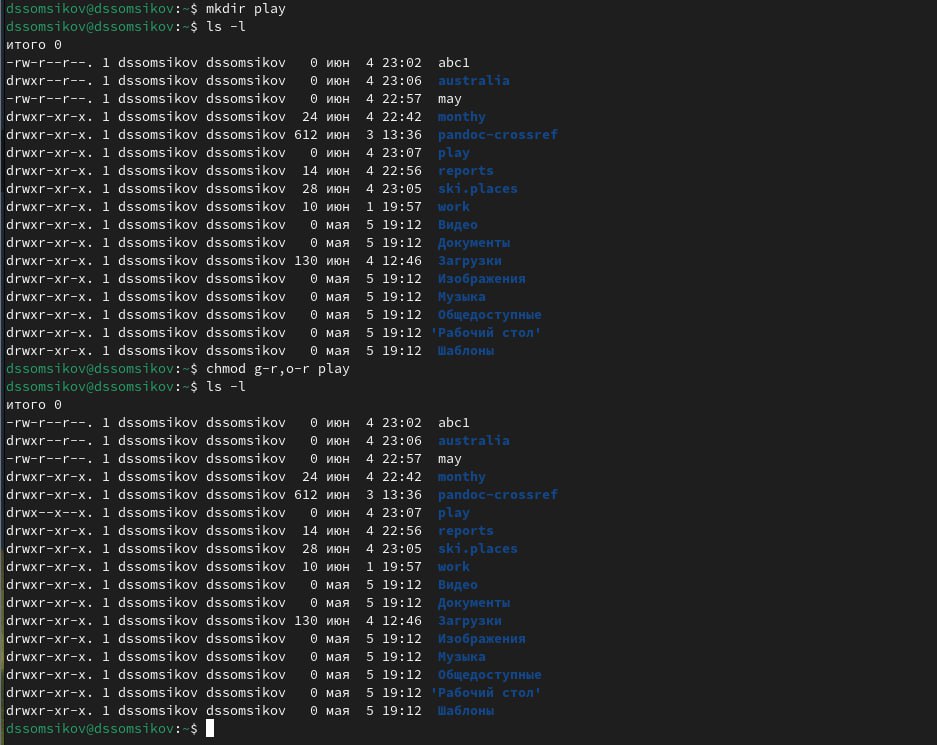 dssomsikov@dssomsikov:~$ mkdir play
dssomsikov@dssomsikov:~$ ls -l
итого 0
-rw-r--r--. 1 dssomsikov dssomsikov   0 июн  4 23:02  abc1
drwxr--r--. 1 dssomsikov dssomsikov   0 июн  4 23:06  australia
-rw-r--r--. 1 dssomsikov dssomsikov   0 июн  4 22:57  may
drwxr-xr-x. 1 dssomsikov dssomsikov  24 июн  4 22:42  monthy
drwxr-xr-x. 1 dssomsikov dssomsikov 612 июн  3 13:36  pandoc-crossref
drwxr-xr-x. 1 dssomsikov dssomsikov   0 июн  4 23:07  play
drwxr-xr-x. 1 dssomsikov dssomsikov  14 июн  4 22:56  reports
drwxr-xr-x. 1 dssomsikov dssomsikov  28 июн  4 23:05  ski.places
drwxr-xr-x. 1 dssomsikov dssomsikov  10 июн  1 19:57  work
drwxr-xr-x. 1 dssomsikov dssomsikov   0 мая  5 19:12  Видео
drwxr-xr-x. 1 dssomsikov dssomsikov   0 мая  5 19:12  Документы
drwxr-xr-x. 1 dssomsikov dssomsikov 130 июн  4 12:46  Загрузки
drwxr-xr-x. 1 dssomsikov dssomsikov   0 мая  5 19:12  Изображения
drwxr-xr-x. 1 dssomsikov dssomsikov   0 мая  5 19:12  Музыка
drwxr-xr-x. 1 dssomsikov dssomsikov   0 мая  5 19:12  Общедоступные
drwxr-xr-x. 1 dssomsikov dssomsikov   0 мая  5 19:12 'Рабочий стол'
drwxr-xr-x. 1 dssomsikov dssomsikov   0 мая  5 19:12  Шаблоны
dssomsikov@dssomsikov:~$ chmod g-r,o-r play
dssomsikov@dssomsikov:~$ ls -l
итого 0
-rw-r--r--. 1 dssomsikov dssomsikov   0 июн  4 23:02  abc1
drwxr--r--. 1 dssomsikov dssomsikov   0 июн  4 23:06  australia
-rw-r--r--. 1 dssomsikov dssomsikov   0 июн  4 22:57  may
drwxr-xr-x. 1 dssomsikov dssomsikov  24 июн  4 22:42  monthy
drwxr-xr-x. 1 dssomsikov dssomsikov 612 июн  3 13:36  pandoc-crossref
drwx--x--x. 1 dssomsikov dssomsikov   0 июн  4 23:07  play
drwxr-xr-x. 1 dssomsikov dssomsikov  14 июн  4 22:56  reports
drwxr-xr-x. 1 dssomsikov dssomsikov  28 июн  4 23:05  ski.places
drwxr-xr-x. 1 dssomsikov dssomsikov  10 июн  1 19:57  work
drwxr-xr-x. 1 dssomsikov dssomsikov   0 мая  5 19:12  Видео
drwxr-xr-x. 1 dssomsikov dssomsikov   0 мая  5 19:12  Документы
drwxr-xr-x. 1 dssomsikov dssomsikov 130 июн  4 12:46  Загрузки
drwxr-xr-x. 1 dssomsikov dssomsikov   0 мая  5 19:12  Изображения
drwxr-xr-x. 1 dssomsikov dssomsikov   0 мая  5 19:12  Музыка
drwxr-xr-x. 1 dssomsikov dssomsikov   0 мая  5 19:12  Общедоступные
drwxr-xr-x. 1 dssomsikov dssomsikov   0 мая  5 19:12 'Рабочий стол'
drwxr-xr-x. 1 dssomsikov dssomsikov   0 мая  5 19:12  Шаблоны
dssomsikov@dssomsikov:~$